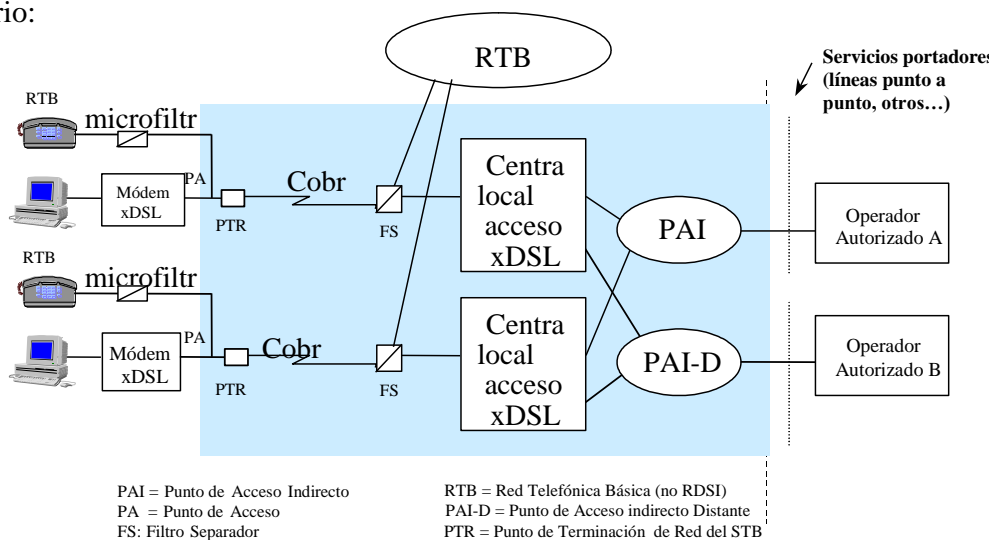 rio:
RTB
Servicios portadores
(líneas punto a
punto, otros…)
RTB
microfiltr
Módem
xDSL
PA
PTR
Cobr
FS
Centra
local
acceso
xDSL
PAI
Operador
Autorizado A
RTB
microfiltr
Módem
xDSL
PA
PTR
Cobr
FS
Centra
local
acceso
xDSL
PAI-D
Operador
Autorizado B
PAI = Punto de Acceso Indirecto
PA = Punto de Acceso
FS: Filtro Separador
RTB = Red Telefónica Básica (no RDSI)
PAI-D = Punto de Acceso indirecto Distante
PTR = Punto de Terminación de Red del STB